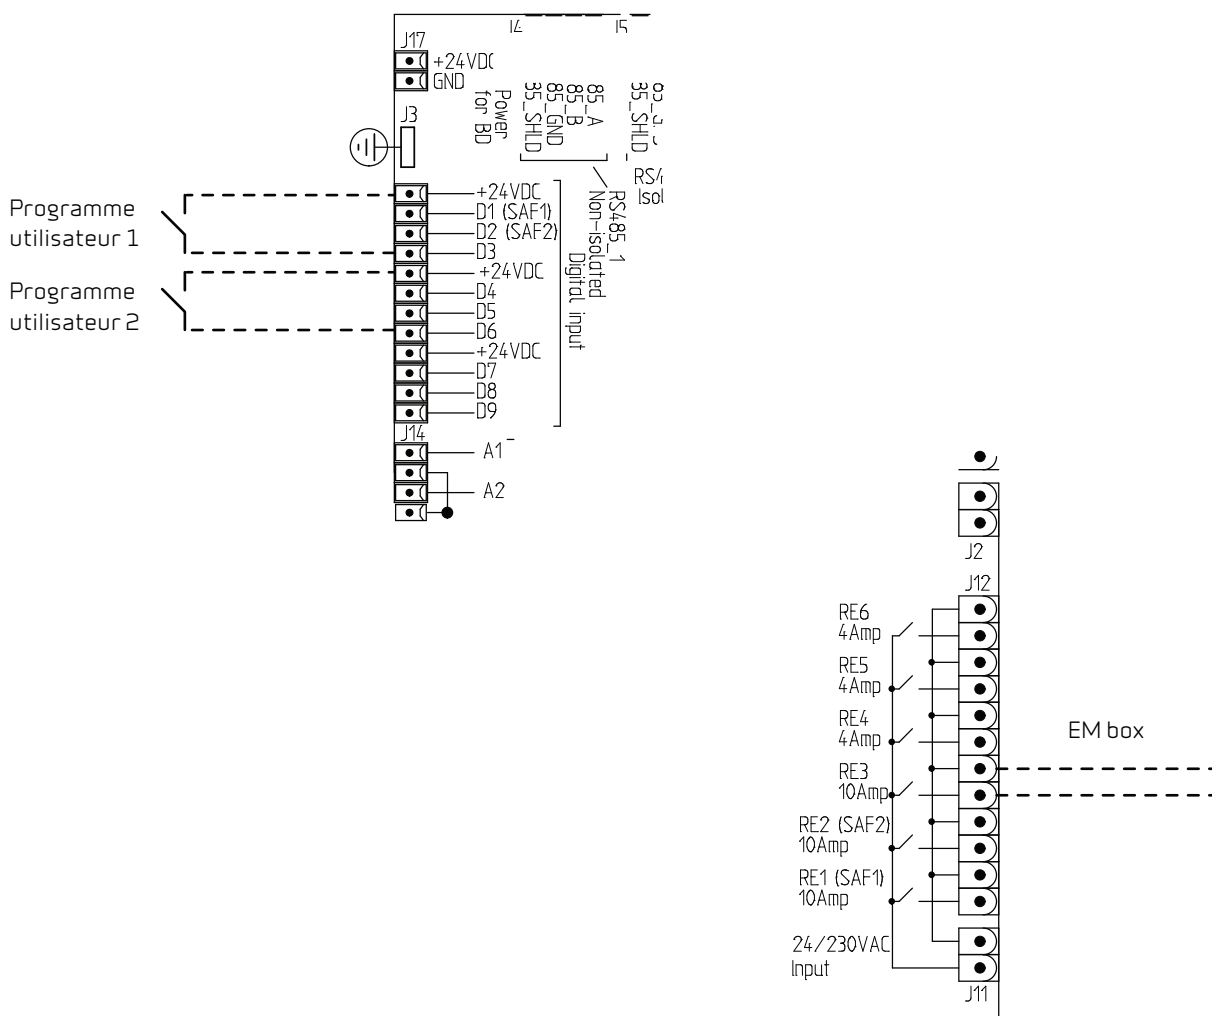 J4
J5
J17
+24VDC
GND
J3
Power
for BD
85_GND
85_B
85_A
RS485_1
Non-isolated
Programme
utilisateur 1
Programme
utilisateur 2
+24VDC
D1 (SAF1)
D2 (SAF2)
D3
+24VDC
D4
D5
D6
+24VDC
D7
D8
D9
Digital input
J14
A1
A2
J2
J12
RE6
4Amp
RE5
4Amp
RE4
4Amp
RE3
10Amp
RE2 (SAF2)
10Amp
RE1 (SAF1)
10Amp
24/230VAC
Input
J11
EM box